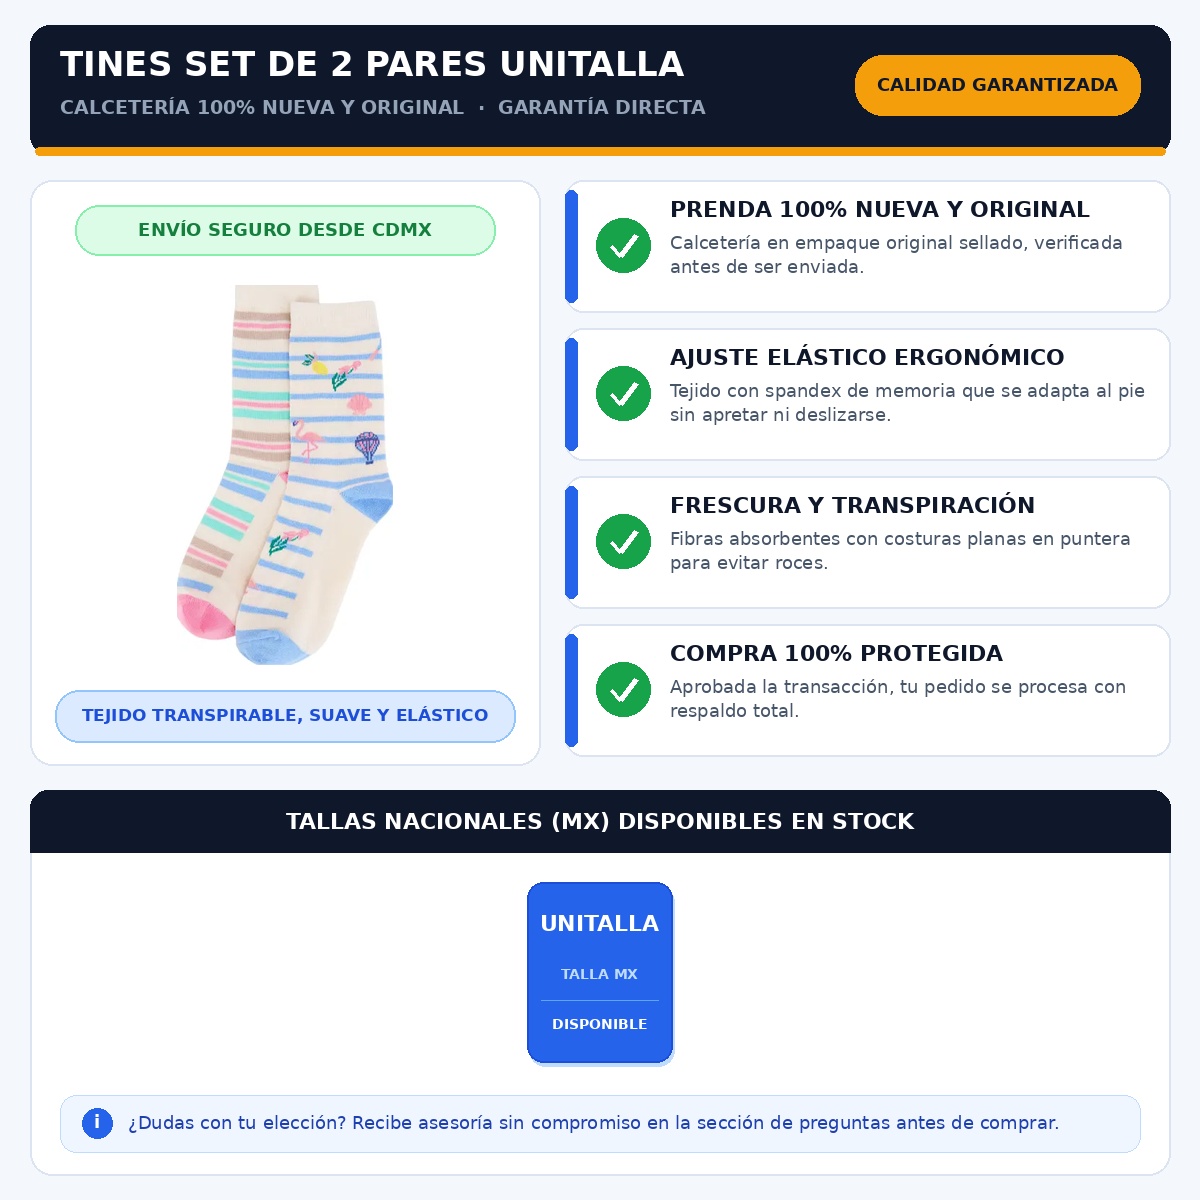 TINES SET DE 2 PARES UNITALLA
CALCETERÍA 100% NUEVA Y ORIGINAL · GARANTÍA DIRECTA
CALIDAD GARANTIZADA
ENVÍO SEGURO DESDE CDMX
TEJIDO TRANSPIRABLE, SUAVE Y ELÁSTICO
PRENDA 100% NUEVA Y ORIGINAL
Calcetería en empaque original sellado, verificada
antes de ser enviada.
AJUSTE ELÁSTICO ERGONÓMICO
Tejido con spandex de memoria que se adapta al pie
sin apretar ni deslizarse.
FRESCURA Y TRANSPIRACIÓN
Fibras absorbentes con costuras planas en puntera
para evitar roces.
COMPRA 100% PROTEGIDA
Aprobada la transacción, tu pedido se procesa con
respaldo total.
TALLAS NACIONALES (MX) DISPONIBLES EN STOCK
UNITALLA
TALLA MX
DISPONIBLE
i ¿Dudas con tu elección? Recibe asesoría sin compromiso en la sección de preguntas antes de comprar.